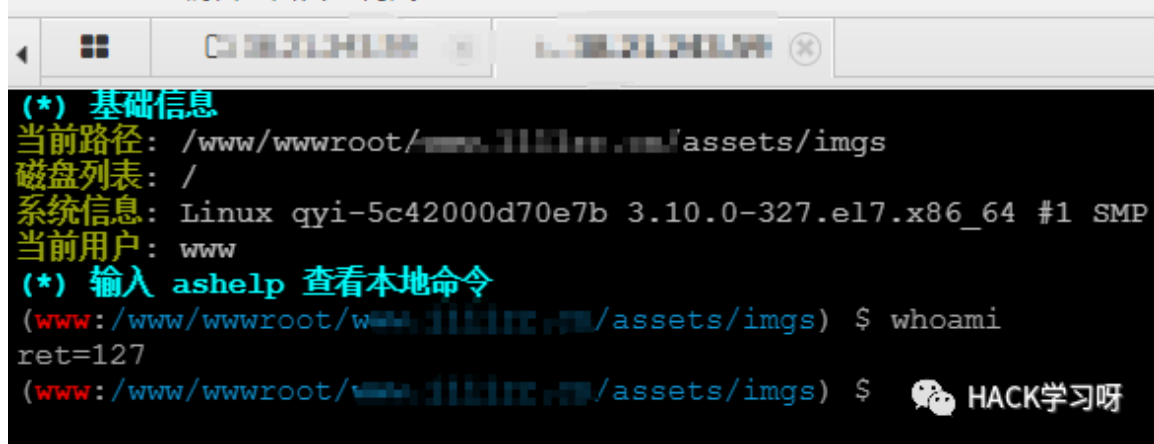 (*) 基础信息
当前路径: /www/wwwroot/ /assets/imgs
磁盘列表: /
系统信息: Linux qyi-5c42000d70e7b 3.10.0-327.el7.x86_64 #1 SMP
当前用户: www
(*) 输入 ashelp 查看本地命令
(www:/www/wwwroot/ /assets/imgs) $ whoami
ret=127
(www:/www/wwwroot/ /assets/imgs) $
HACK学习呀